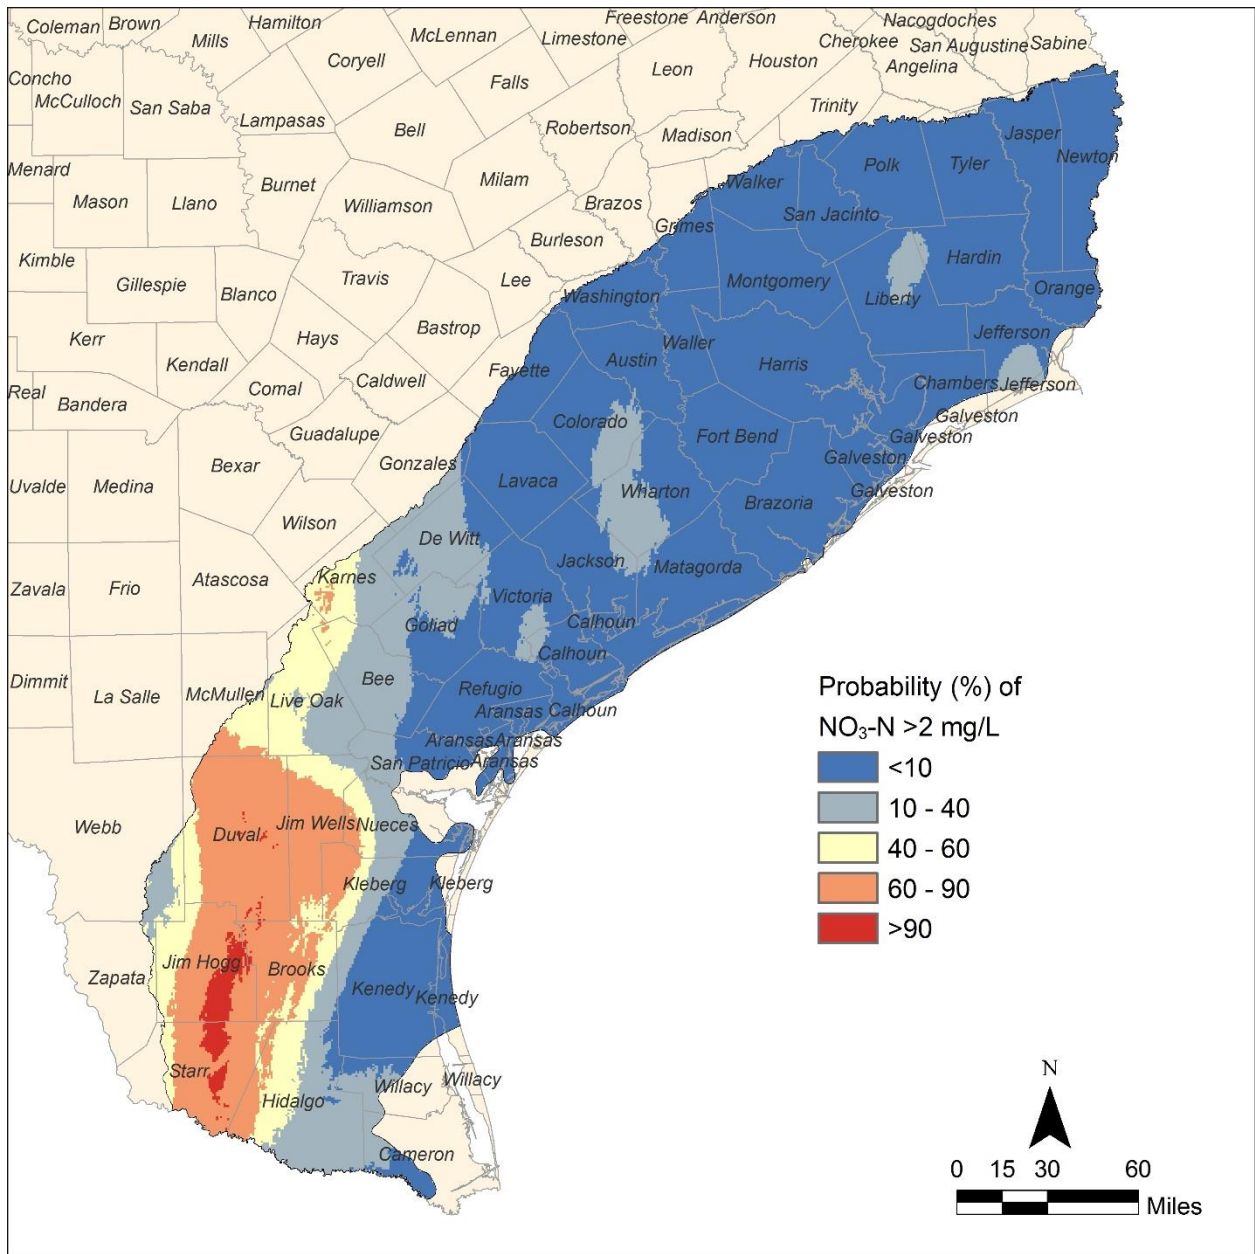 Coleman
Brown
Hamilton
Freestone
Anderson
Nacogdoches
Mills
McLennan
Limestone
Cherokee
San Augustine
Sabine
Coryell
Leon
Houston
Angelina
Concho
McCulloch
San Saba
Falls
Trinity
Lampasas
Bell
Robertson
Madison
Jasper
Menard
Burnet
Milam
Walker
Polk
Tyler
Newton
Mason
Llano
Williamson
Brazos
San Jacinto
Burleson
Grimes
Kimble
Gillespie
Blanco
Travis
Lee
Washington
Montgomery
Liberty
Hardin
Orange
Kerr
Hays
Bastrop
Waller
Jefferson
Kendall
Austin
Harris
Real
Bandera
Comal
Caldwell
Fayette
Chambers
Jefferson
Guadalupe
Colorado
Fort Bend
Galveston
Galveston
Bexar
Gonzales
Galveston
Uvalde
Medina
Lavaca
Wharton
Brazoria
Galveston
Wilson
De Witt
Zavala
Frio
Atascosa
Karnes
Jackson
Matagorda
Victoria
Goliad
Calhoun
Calhoun
Dimmit
La Salle
McMullen
Live Oak
Bee
Refugio
Aransas
Calhoun
Aransas
Aransas
San Patricio
Aransas
Webb
Duval
Jim Wells
Nueces
Kleberg
Kleberg
Zapata
Jim Hogg
Brooks
Kenedy
Kenedy
Starr
Hidalgo
Willacy
Willacy
Cameron
Probability (%) of
NO₃-N >2 mg/L
<10
10 - 40
40 - 60
60 - 90
>90
N
0 15 30 60
Miles